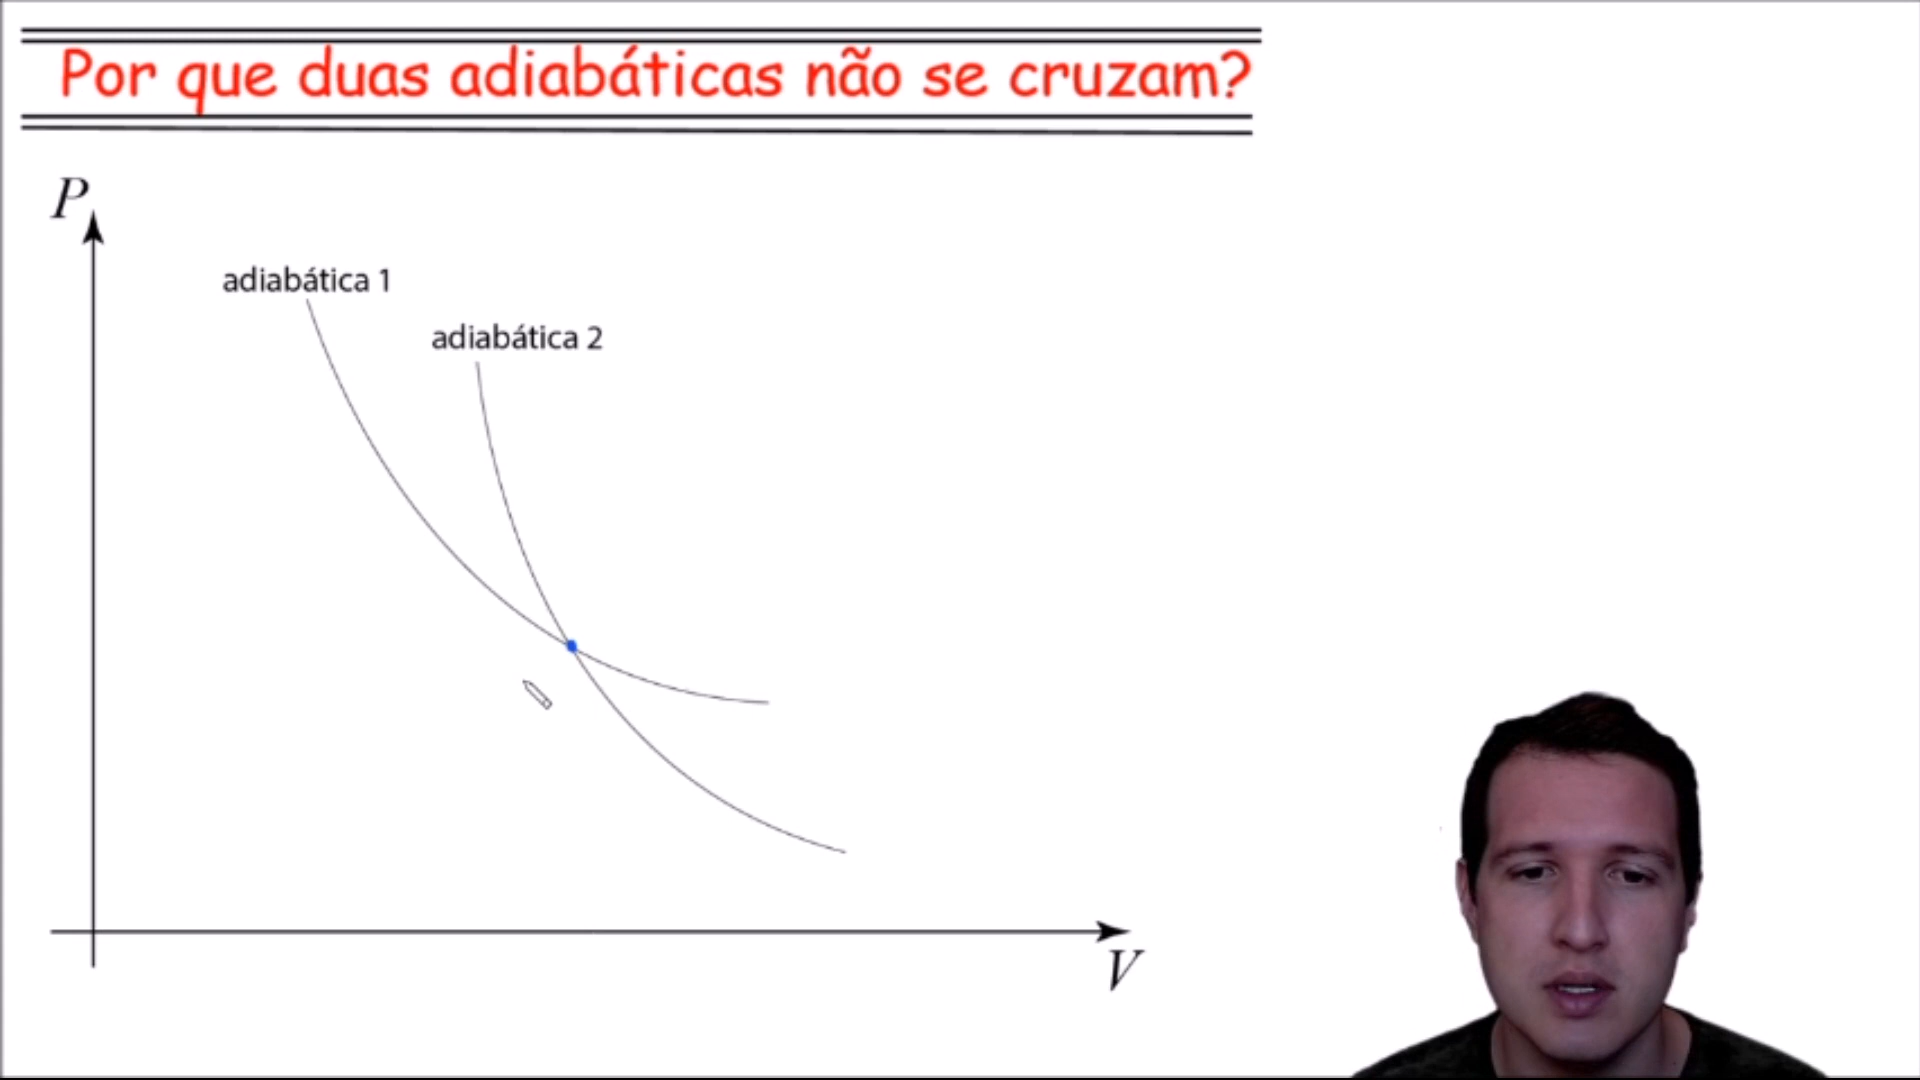 Por que duas adiabáticas não se cruzam?
P
adiabática 1
adiabática 2
V